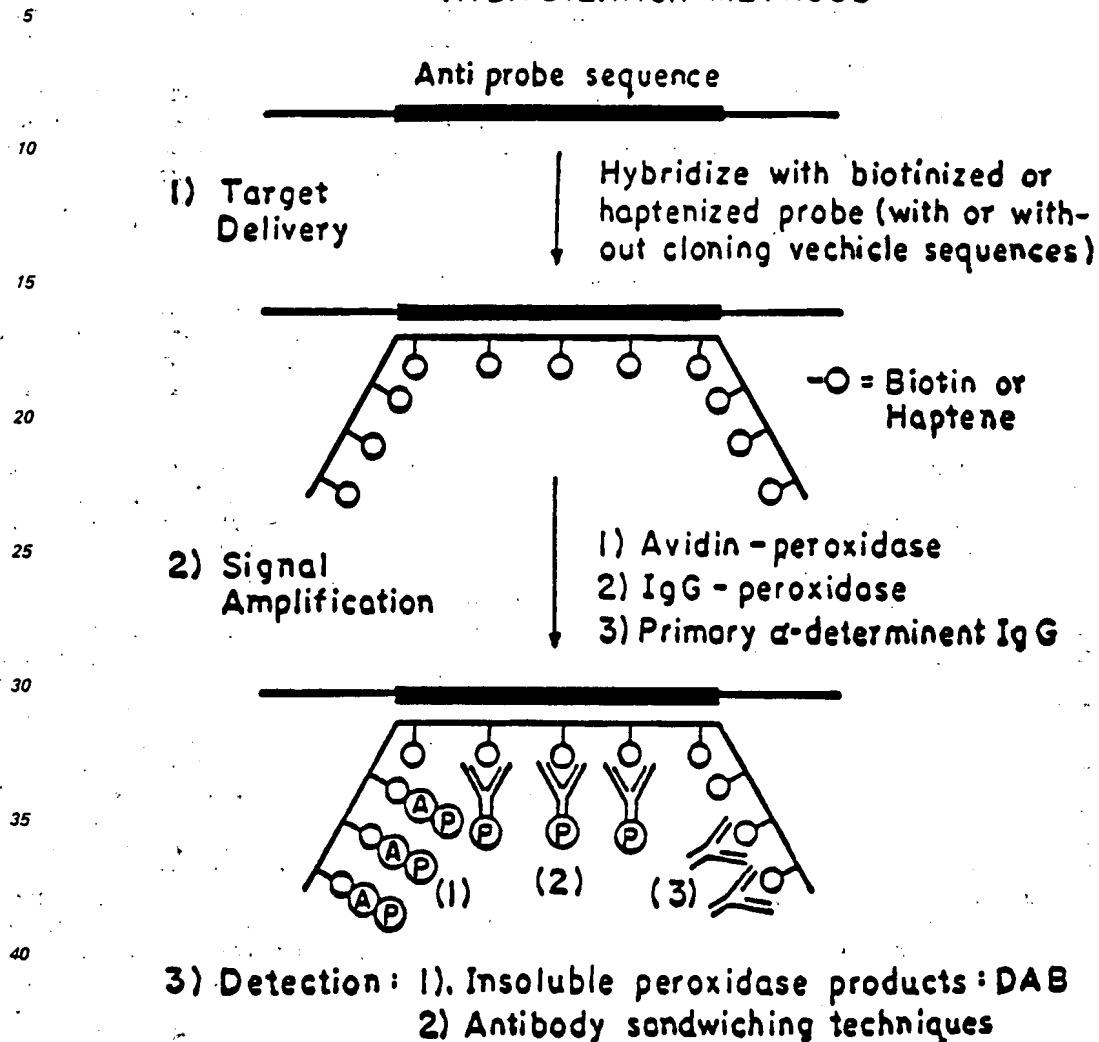 5
Anti probe sequence
10
1) Target
Delivery
Hybridize with biotinized or
haptenized probe (with or with-
out cloning vechicle sequences)
15
-O = Biotin or
Haptene
20
25
2) Signal
Amplification
1) Avidin-peroxidase
2) IgG-peroxidase
3) Primary α-determinent IgG
30
A P
A P
A P
P
P
P
35
(1)
(2)
(3)
40
3) Detection: 1). Insoluble peroxidase products: DAB
2) Antibody sandwiching techniques